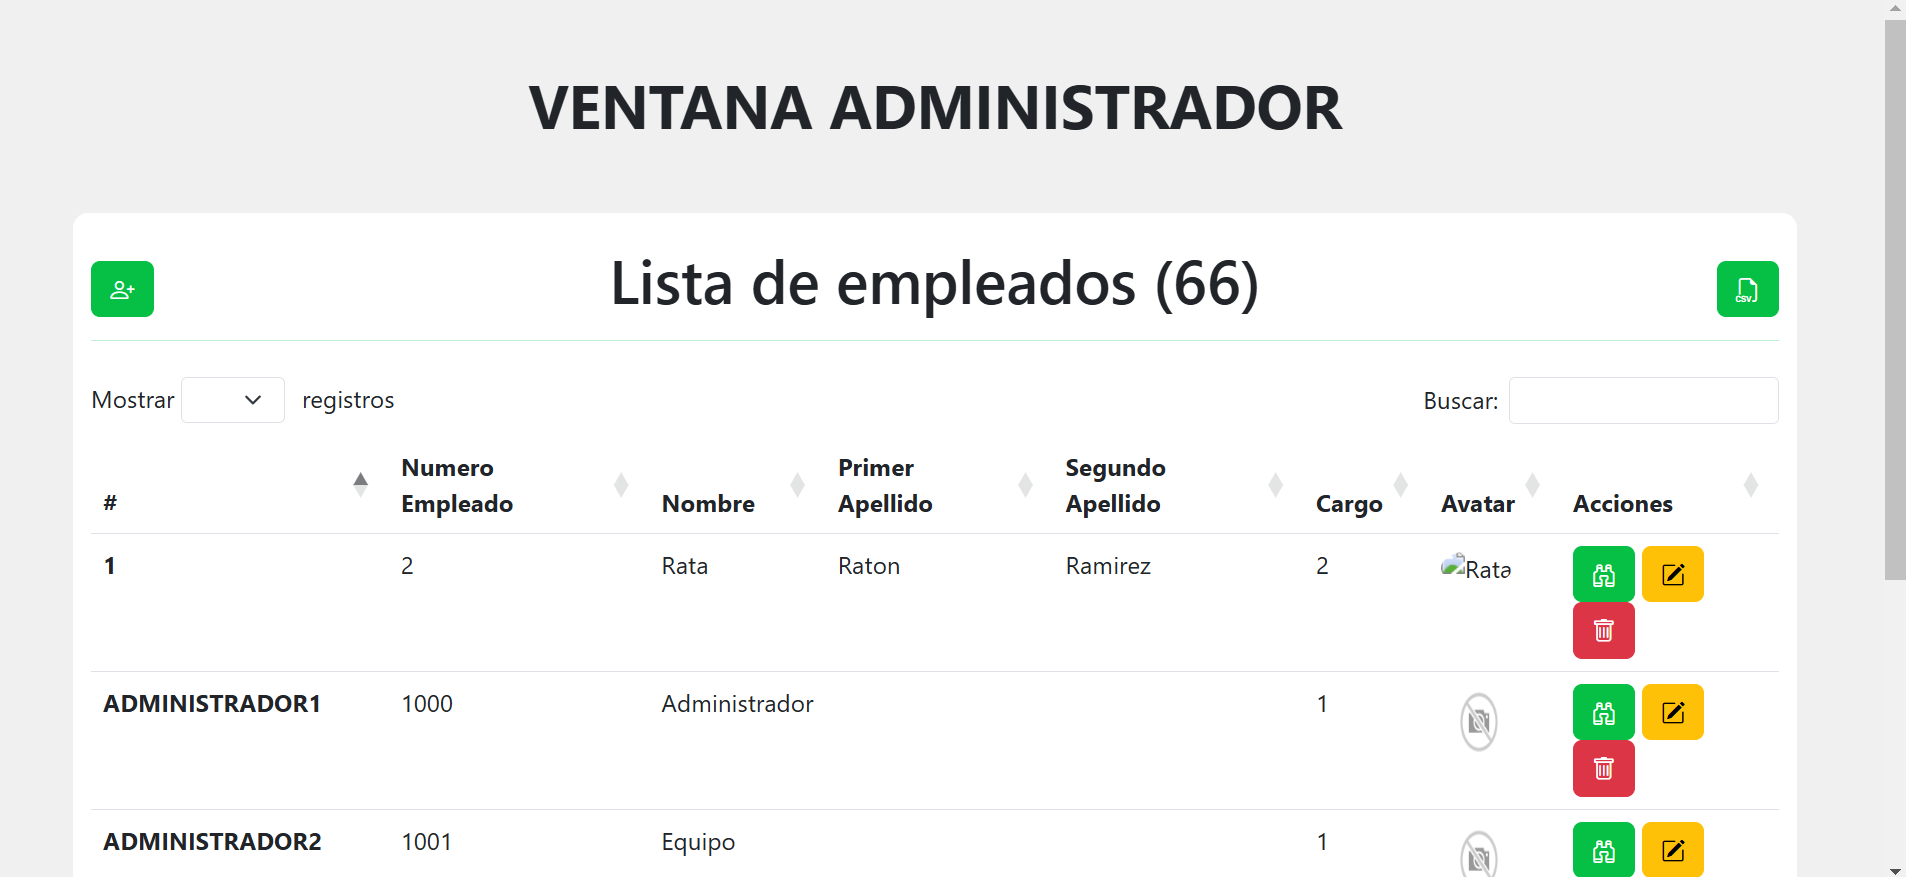 VENTANA ADMINISTRADOR
Lista de empleados (66)
CSV
Mostrar registros
Buscar:
# Numero Empleado Nombre Primer Apellido Segundo Apellido Cargo Avatar Acciones
1 2 Rata Raton Ramirez 2 Rata
ADMINISTRADOR1 1000 Administrador 1
ADMINISTRADOR2 1001 Equipo 1